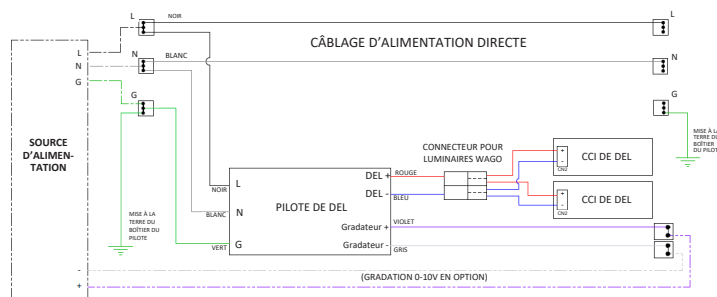 L
NOIR
L
CÂBLAGE D'ALIMENTATION DIRECTE
L
N
BLANC
N
N
G
G
G
SOURCE
D'ALIMEN-
TATION
MISE À LA
TERRE DU
BOÎTIER
DU PILOTE
CONNECTEUR POUR
LUMINAIRES WAGO
+
-
CN2
CCI DE DEL
+
-
CN2
CCI DE DEL
NOIR
L
DEL +
ROUGE
DEL -
BLEU
BLANC
N
PILOTE DE DEL
MISE À LA
TERRE DU
BOÎTIER DU
PILOTE
VERT
G
Gradateur +
VIOLET
Gradateur -
GRIS
-
+
(GRADATION 0-10V EN OPTION)